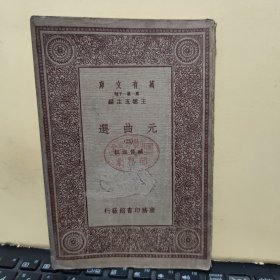 萬有文庫
第一集一千種
王雲五主編
元曲選
商務印書館發行